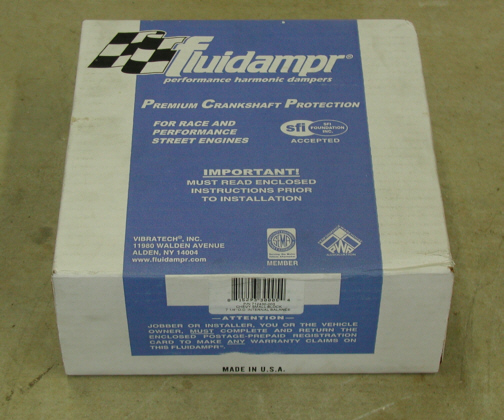 fluidampr®
performance harmonic dampers
PREMIUM CRANKSHAFT PROTECTION
FOR RACE AND
PERFORMANCE
STREET ENGINES
sfi SFI
FOUNDATION
INC.
ACCEPTED
IMPORTANT!
MUST READ ENCLOSED
INSTRUCTIONS PRIOR
TO INSTALLATION
VIBRATECH®, INC.
11980 WALDEN AVENUE
ALDEN, NY 14004
www.fluidampr.com
MEMBER
—ATTENTION—
JOBBER OR INSTALLER, YOU OR THE VEHICLE
OWNER, MUST COMPLETE AND RETURN THE
ENCLOSED POSTAGE-PREPAID REGISTRATION
CARD TO MAKE ANY WARRANTY CLAIMS ON
THIS FLUIDAMPR®.
MADE IN U.S.A.